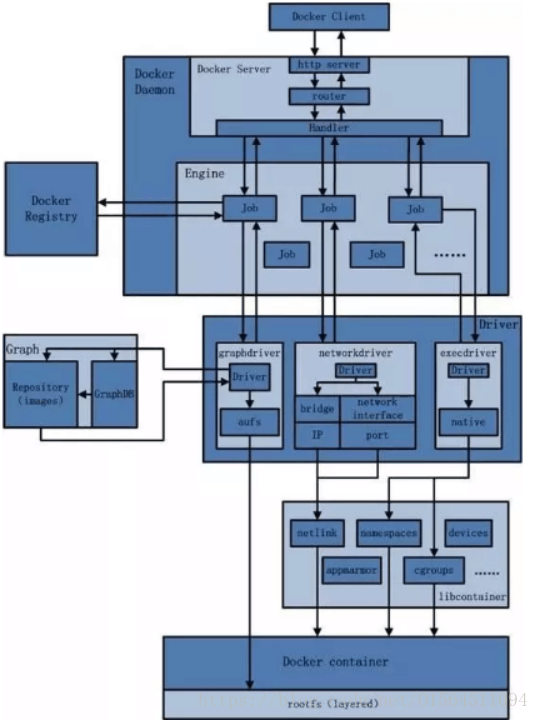 Docker Client
Docker
Daemon
Docker Server
http server
router
Handler
Engine
Docker
Registry
Job
Job
Job
Job
Job
......
Driver
Graph
Repository
(images)
GraphDB
graphdriver
Driver
aufs
networkdriver
Driver
bridge
network
interface
IP
port
execdriver
Driver
native
netlink
namespaces
devices
appmarmor
cgroups
......
libcontainer
Docker container
rootfs (layered)